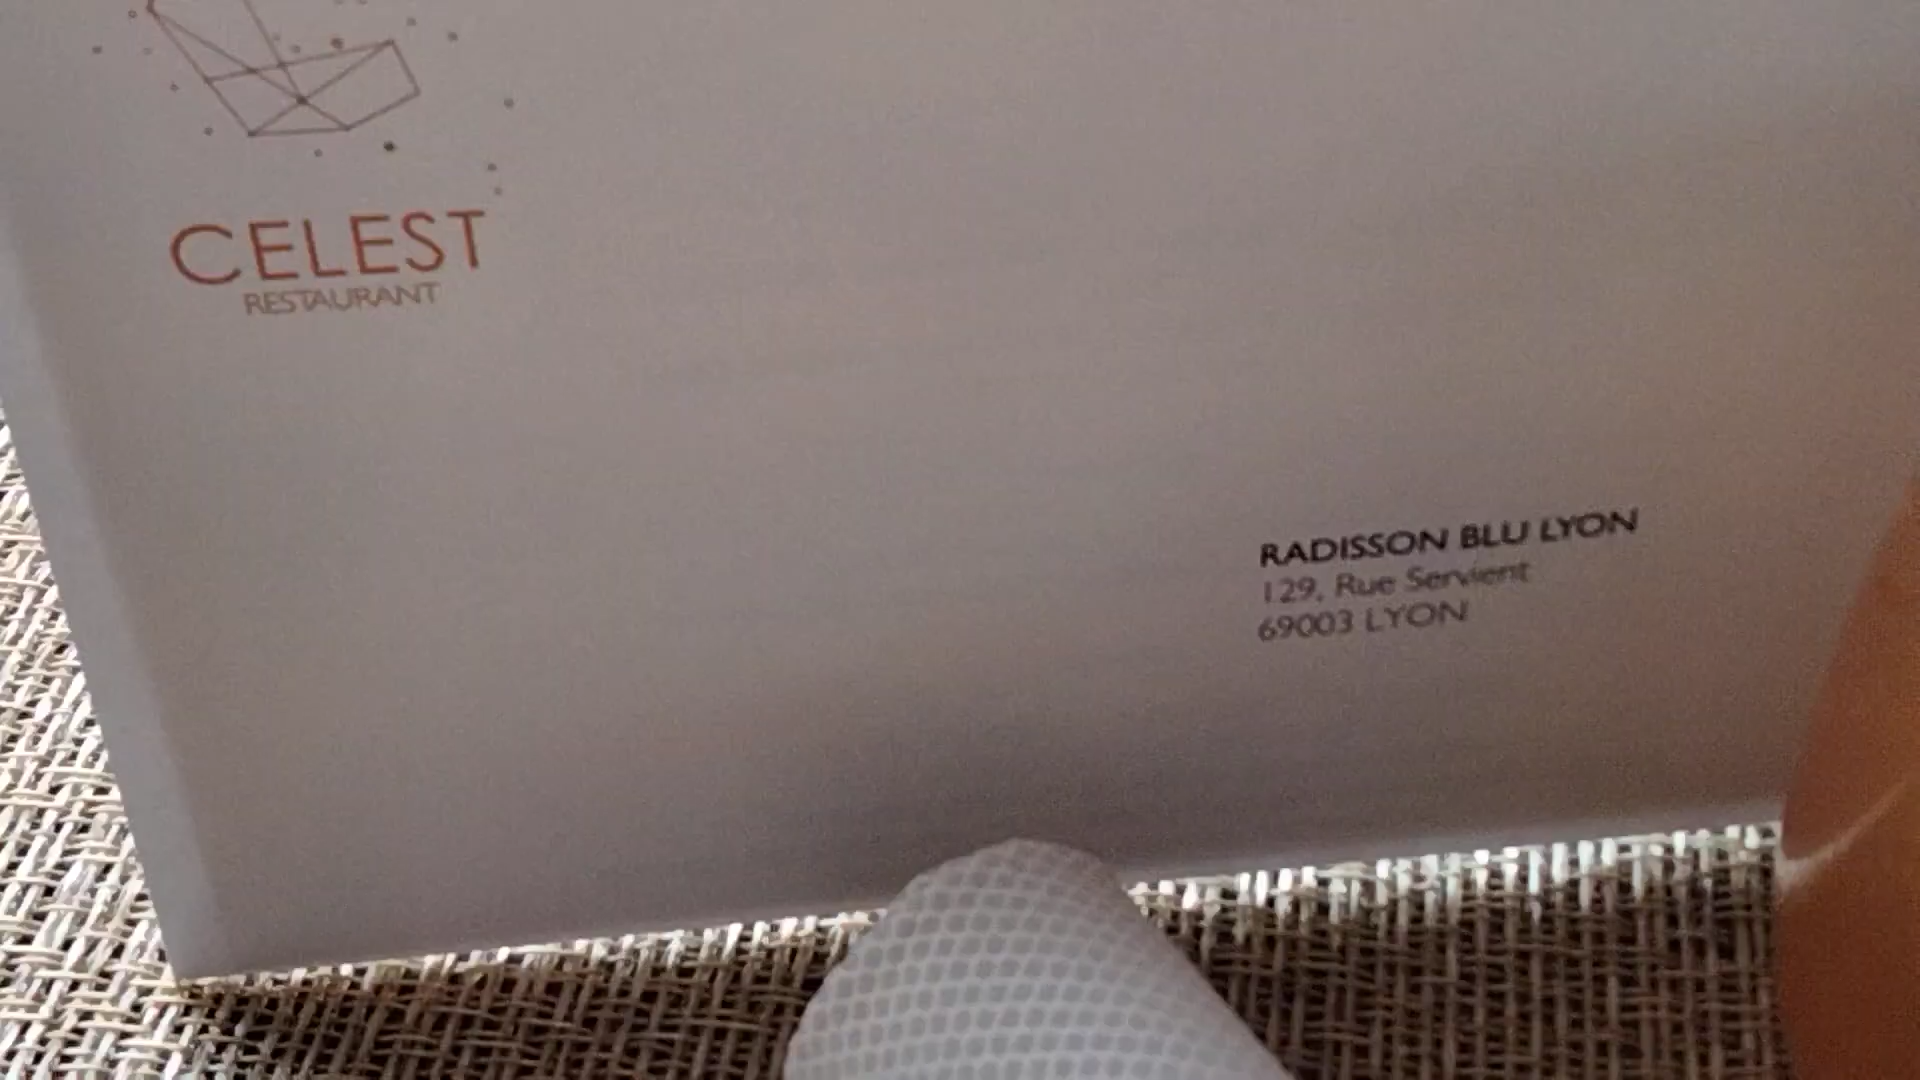 CELEST
RESTAURANT
RADISSON BLU LYON
129, Rue Servient
69003 LYON